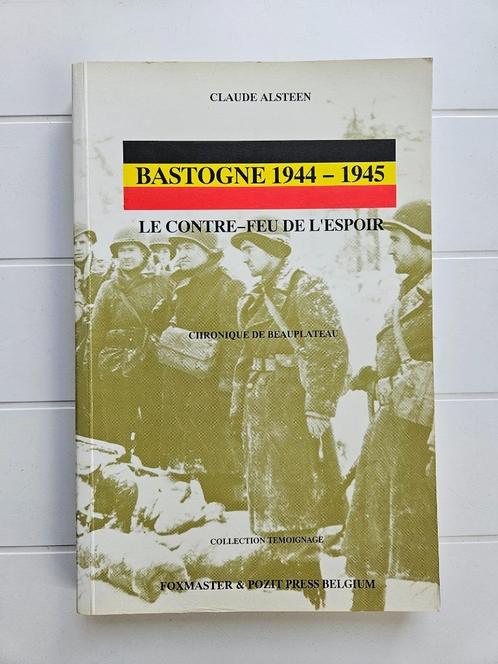 CLAUDE ALSTEEN
BASTOGNE 1944 – 1945
LE CONTRE–FEU DE L'ESPOIR
CHRONIQUE DE BEAUPLATEAU
COLLECTION TEMOIGNAGE
FOXMASTER & POZIT PRESS BELGIUM